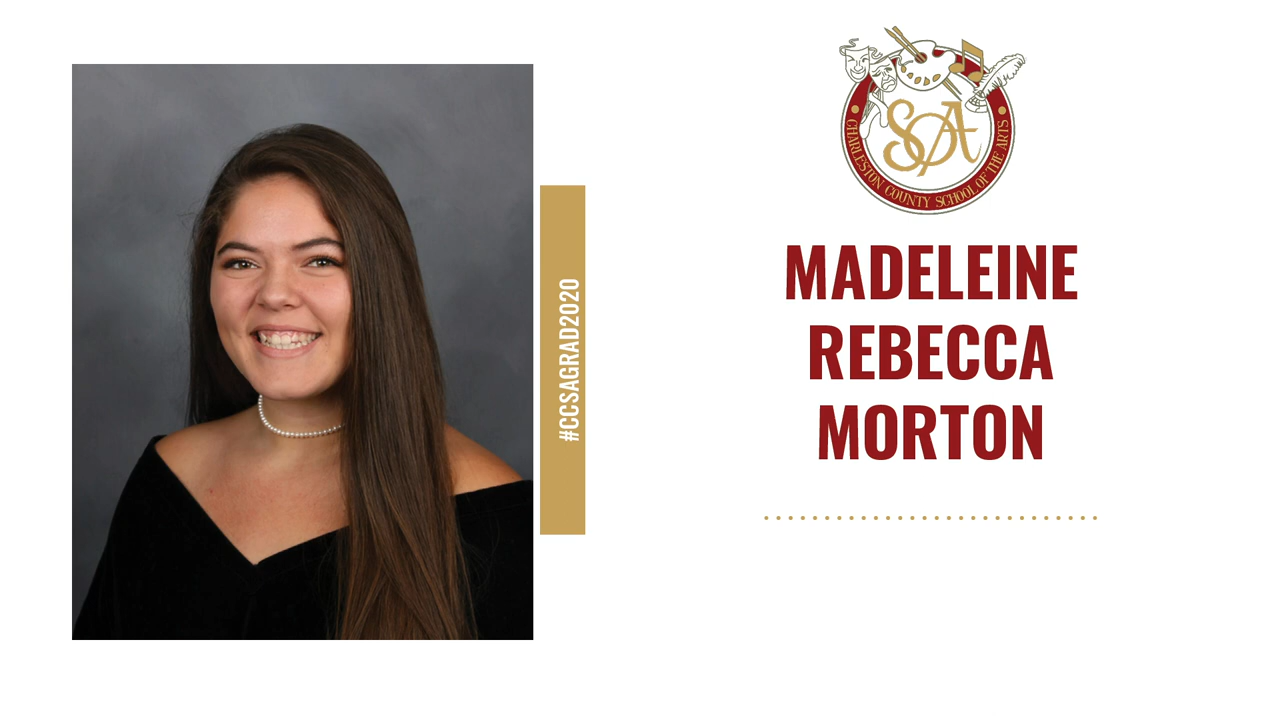 SOA
CHARLESTON COUNTY SCHOOL OF THE ARTS
#CCSAGRAD2020
MADELEINE
REBECCA
MORTON